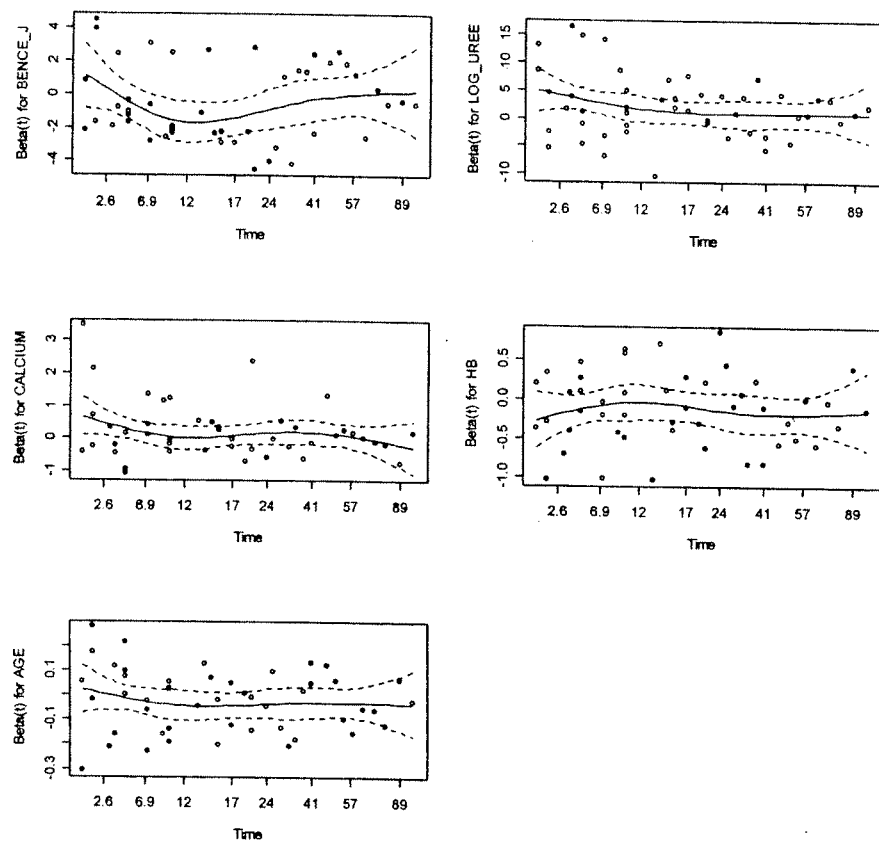 Beta(t) for BENCE_J
4
2
0
-2
-4
2.6 6.9 12 17 24 41 57 89
Time
Beta(t) for LOG_UREE
15
10
5
0
-10
2.6 6.9 12 17 24 41 57 89
Time
Beta(t) for CALCIUM
3
2
1
0
-1
2.6 6.9 12 17 24 41 57 89
Time
Beta(t) for HB
0.5
0.0
-0.5
-1.0
2.6 6.9 12 17 24 41 57 89
Time
Beta(t) for AGE
0.1
-0.1
-0.3
2.6 6.9 12 17 24 41 57 89
Time